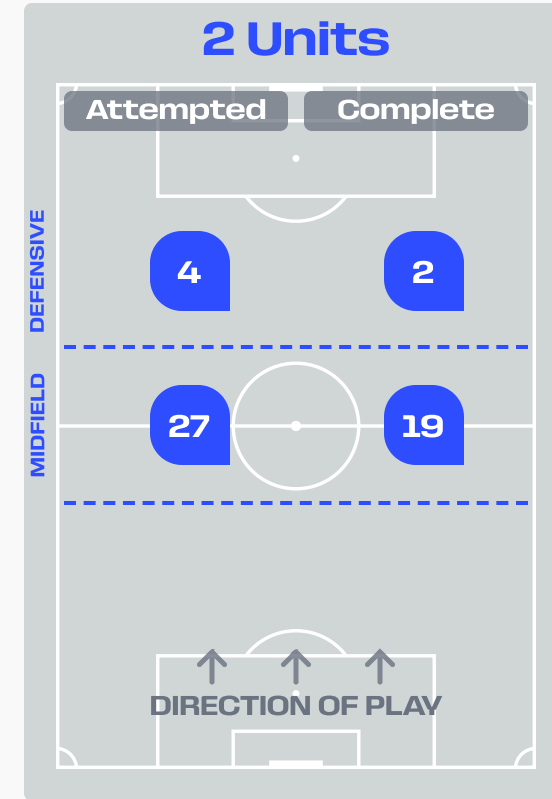 2 Units
Attempted Complete
DEFENSIVE
4 2
MIDFIELD
27 19
DIRECTION OF PLAY